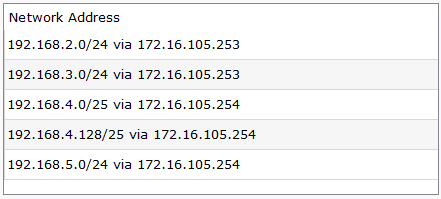 Network Address
192.168.2.0/24 via 172.16.105.253
192.168.3.0/24 via 172.16.105.253
192.168.4.0/25 via 172.16.105.254
192.168.4.128/25 via 172.16.105.254
192.168.5.0/24 via 172.16.105.254